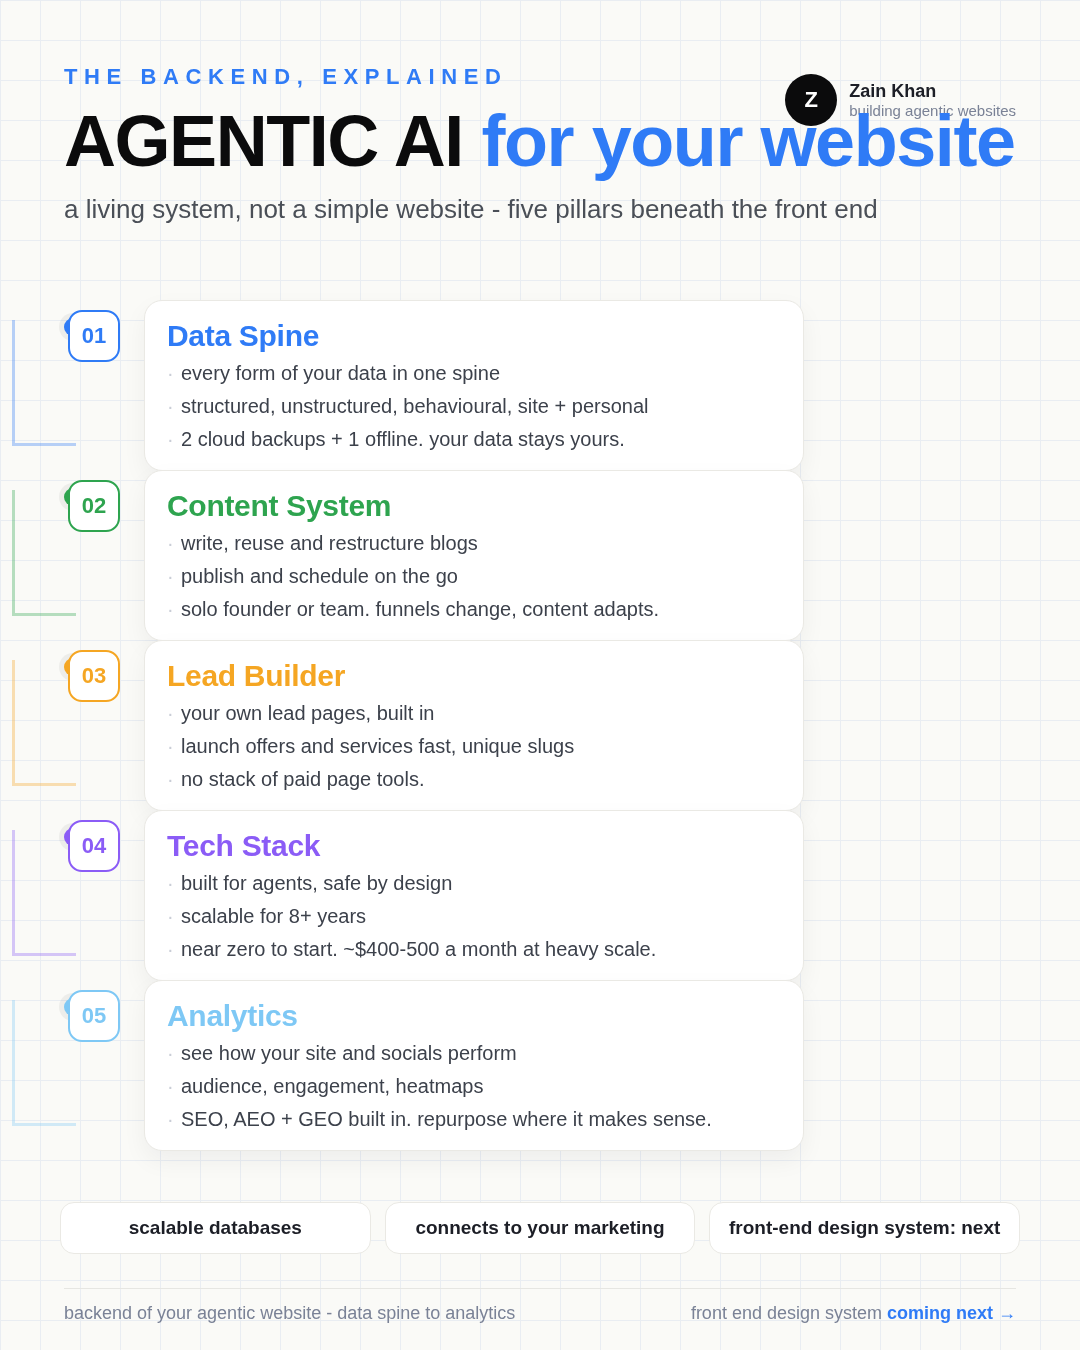 THE BACKEND, EXPLAINED
Z
Zain Khan
building agentic websites
AGENTIC AI for your website
a living system, not a simple website - five pillars beneath the front end
01
Data Spine
· every form of your data in one spine
· structured, unstructured, behavioural, site + personal
· 2 cloud backups + 1 offline. your data stays yours.
02
Content System
· write, reuse and restructure blogs
· publish and schedule on the go
· solo founder or team. funnels change, content adapts.
03
Lead Builder
· your own lead pages, built in
· launch offers and services fast, unique slugs
· no stack of paid page tools.
04
Tech Stack
· built for agents, safe by design
· scalable for 8+ years
· near zero to start. ~$400-500 a month at heavy scale.
05
Analytics
· see how your site and socials perform
· audience, engagement, heatmaps
· SEO, AEO + GEO built in. repurpose where it makes sense.
scalable databases
connects to your marketing
front-end design system: next
backend of your agentic website - data spine to analytics
front end design system coming next →